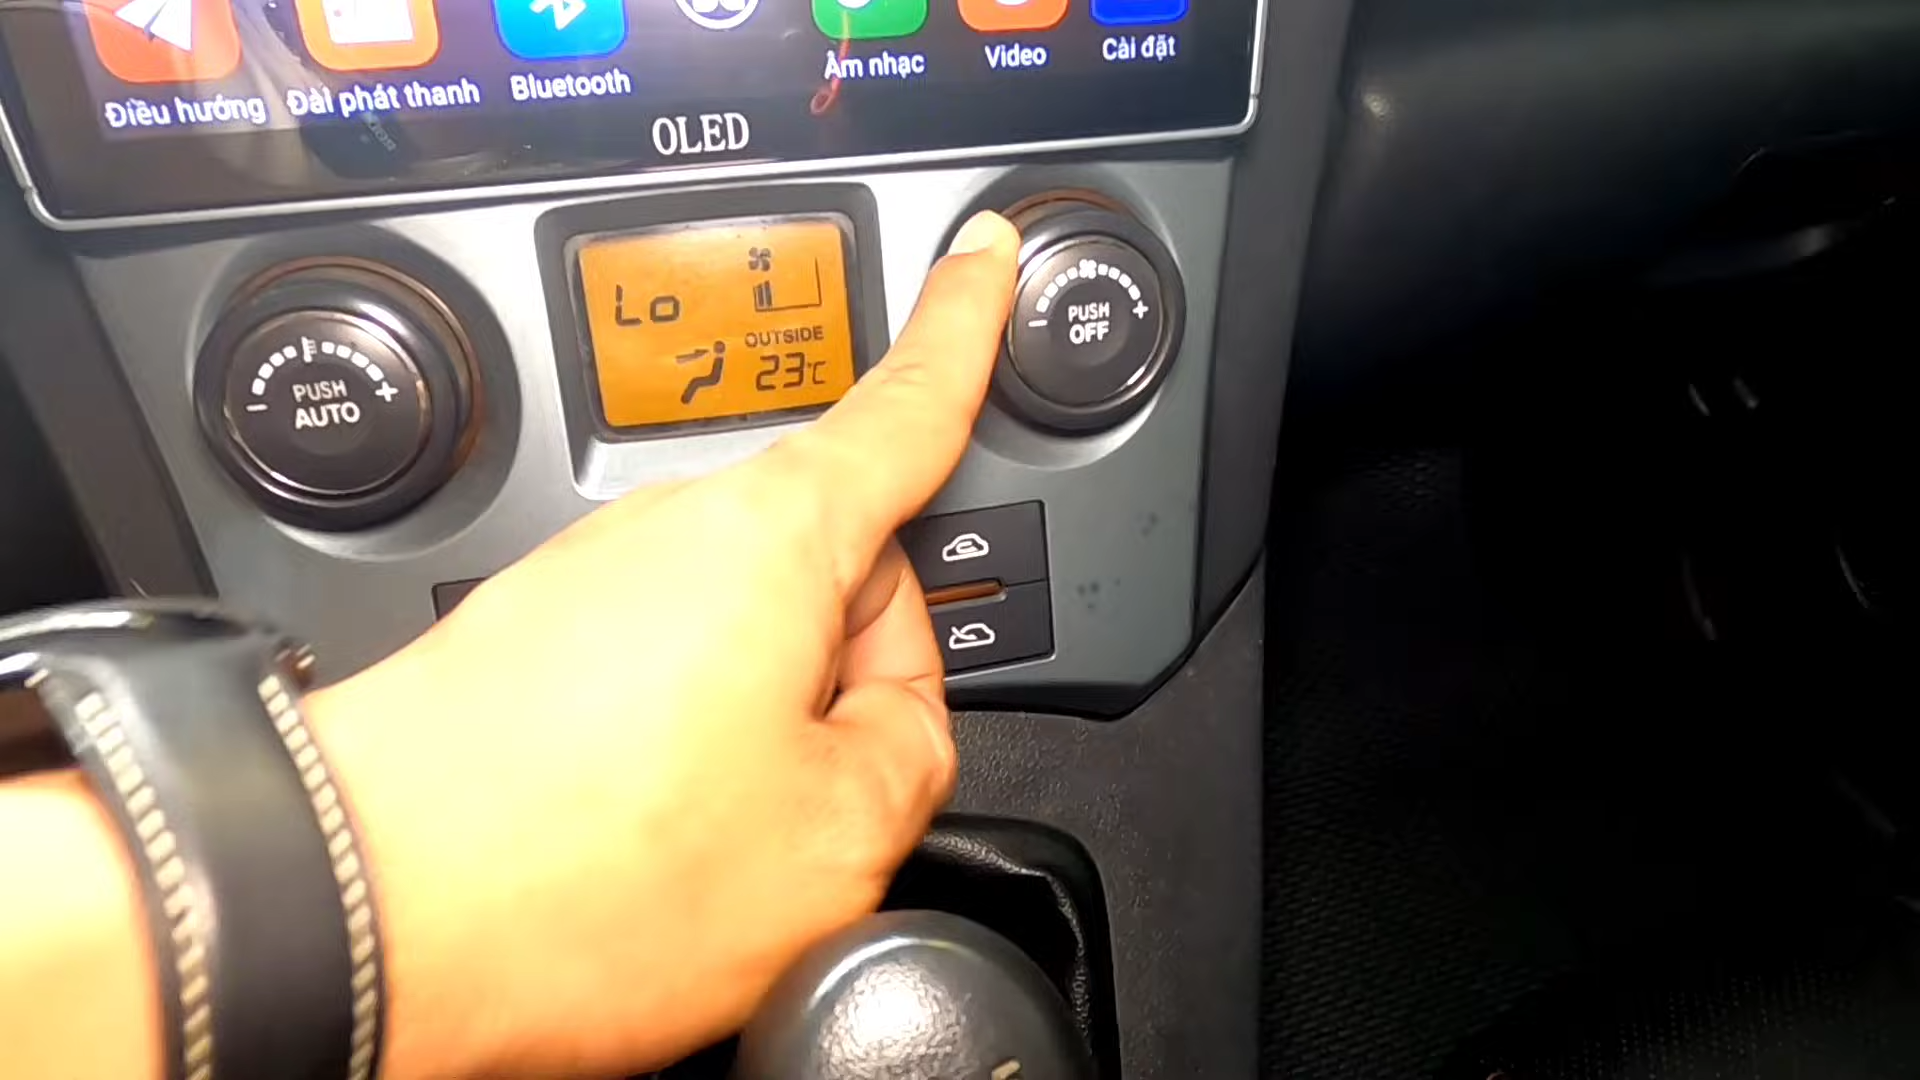 Điều hướng
Đài phát thanh
Bluetooth
Âm nhạc
Video
Cài đặt
OLED
Lo
OUTSIDE
23°C
PUSH
AUTO
PUSH
OFF